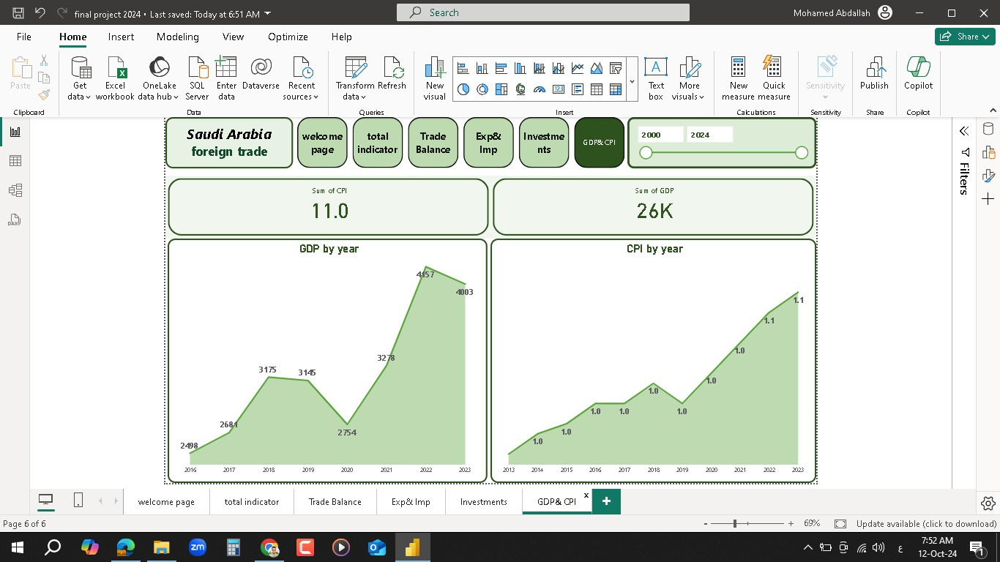 final project 2024 • Last saved: Today at 6:51 AM
Search
Mohamed Abdallah
File
Home
Insert
Modeling
View
Optimize
Help
Share
Paste
Get
data
Excel
workbook
OneLake
data hub
SQL
Server
Enter
data
Dataverse
Recent
sources
Transform
data
Refresh
New
visual
Text
box
More
visuals
New
measure
Quick
measure
Sensitivity
Publish
Copilot
Clipboard
Data
Queries
Insert
Calculations
Sensitivity
Share
Copilot
Saudi Arabia
foreign trade
welcome
page
total
indicator
Trade
Balance
Exp&
Imp
Investme
nts
GDP& CPI
2000
2024
Filters
Sum of CPI
11.0
Sum of GDP
26K
GDP by year
2498
2681
3175
3145
2754
3278
4157
4003
2016
2017
2018
2019
2020
2021
2022
2023
CPI by year
1.0
1.0
1.0
1.0
1.0
1.0
1.0
1.0
1.1
1.1
2013
2014
2015
2016
2017
2018
2019
2020
2021
2022
2023
welcome page
total indicator
Trade Balance
Exp& Imp
Investments
GDP& CPI
x
+
Page 6 of 6
- + 69%
Update available (click to download)
zm
ع
7:52 AM
12-Oct-24
1